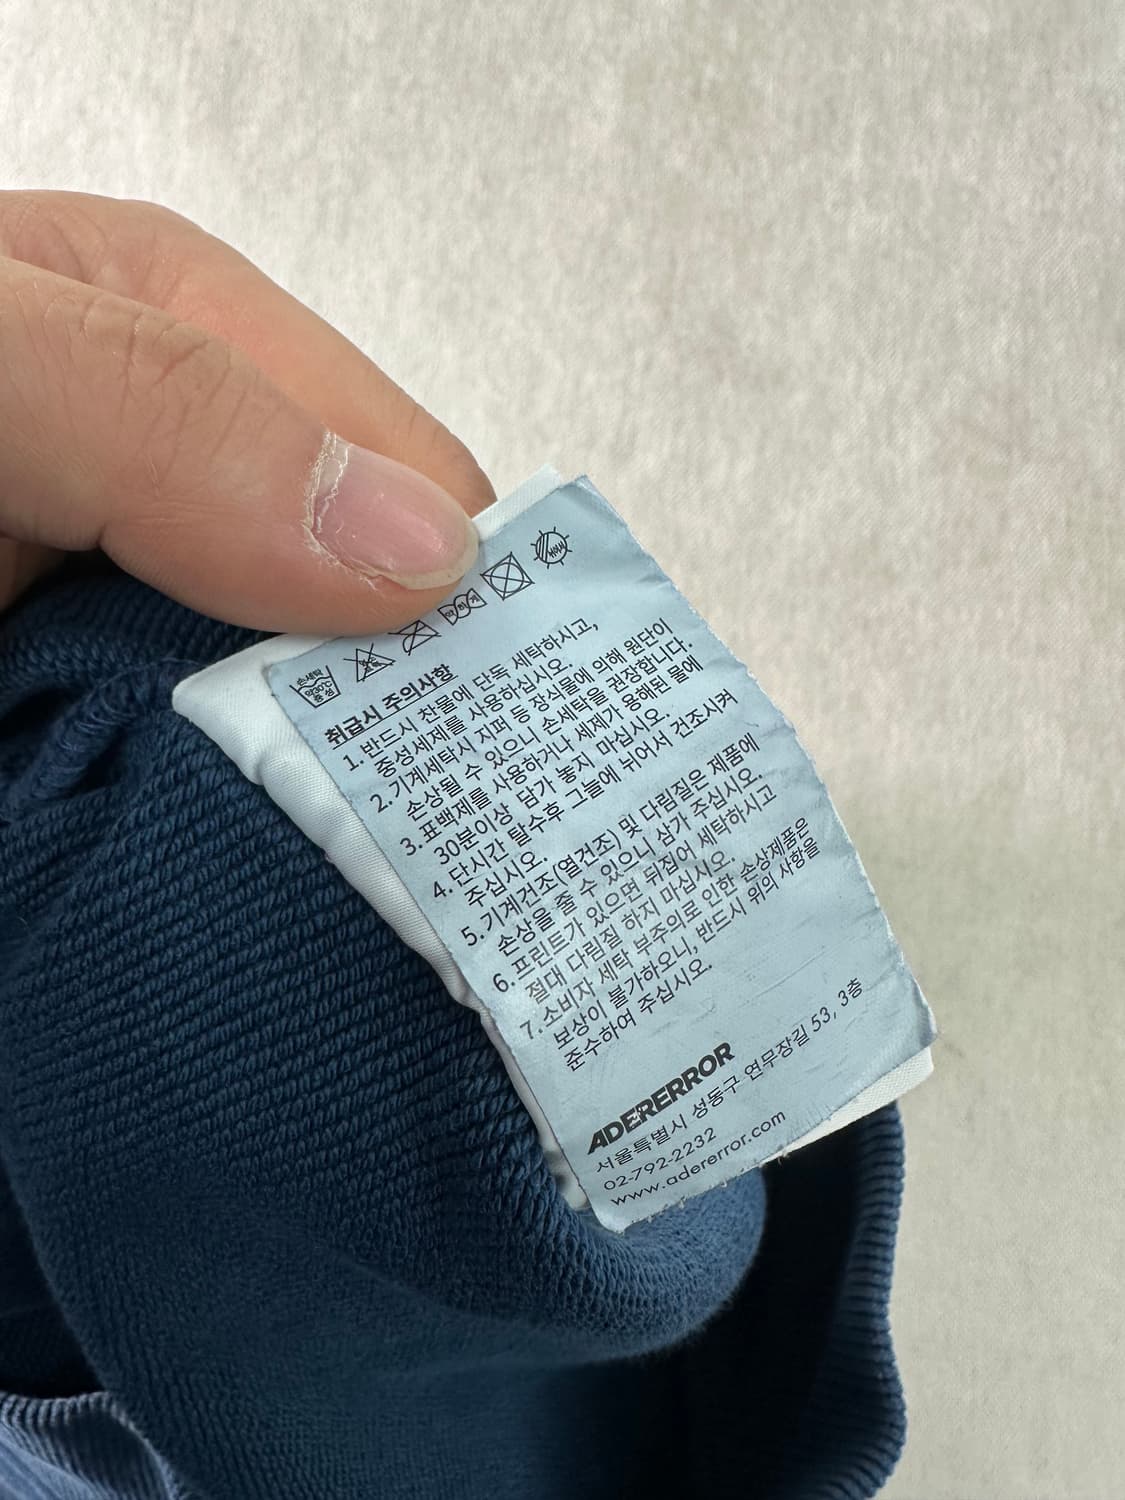 손세탁
약30℃
중성
약하게
취급시 주의사항
1. 반드시 찬물에 단독 세탁하시고,
중성세제를 사용하십시오.
2. 기계세탁시 지퍼 등 장식물에 의해 원단이
손상될 수 있으니 손세탁을 권장합니다.
3. 표백제를 사용하거나 세제가 용해된 물에
30분이상 담가 놓지 마십시오.
4. 단시간 탈수후 그늘에 뉘어서 건조시켜
주십시오.
5. 기계건조(열건조) 및 다림질은 제품에
손상을 줄 수 있으니 삼가 주십시오.
6. 프린트가 있으면 뒤집어 세탁하시고
절대 다림질 하지 마십시오.
7. 소비자 세탁 부주의로 인한 손상제품은
보상이 불가하오니, 반드시 위의 사항을
준수하여 주십시오.
ADERERROR
서울특별시 성동구 연무장길 53, 3층
02-792-2232
www.adererror.com